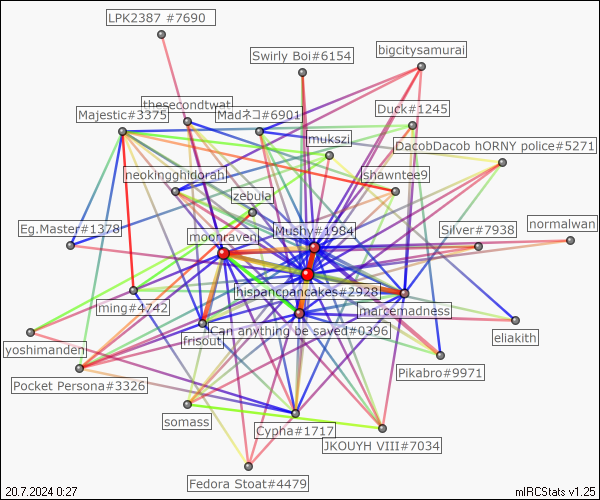 LPK2387 #7690
bigcitysamurai
Swirly Boi#6154
thesecondtwat
Majestic#3375
Madネコ#6901
Duck#1245
mukszi
DacobDacob hORNY police#5271
neokingghidorah
shawntee9
zebula
Eg.Master#1378
moonraven
Mushy#1984
Silver#7938
normalwan
hispancpancakes#2928
ming#4742
marcemadness
Can anything be saved#0396
frisout
eliakith
yoshimanden
Pocket Persona#3326
Pikabro#9971
somass
Cypha#1717
JKOUYH VIII#7034
Fedora Stoat#4479
20.7.2024 0:27
mIRCStats v1.25